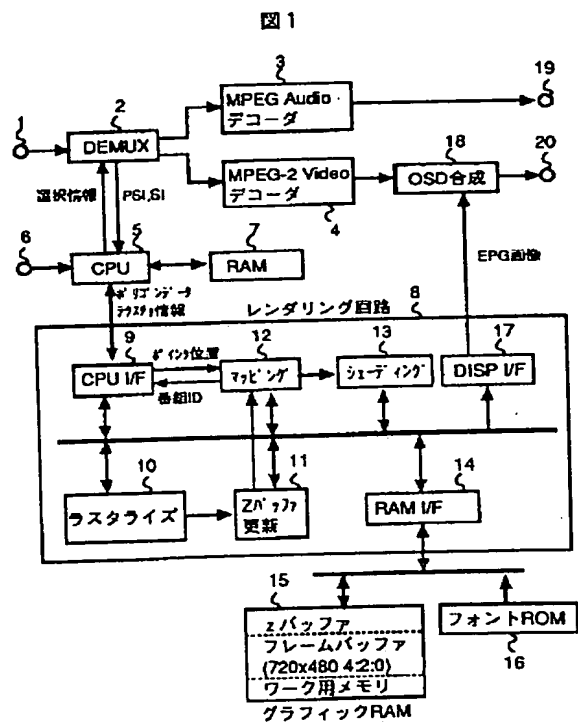 図1
3
MPEG Audio
デコーダ
19
1
2
DEMUX
MPEG-2 Video
デコーダ
4
18
OSD合成
20
選択情報
PSI,SI
6
5
CPU
7
RAM
EPG画像
ポリゴンデータ
テクスチャ情報
レンダリング回路
8
9
CPU I/F
ポインタ位置
番組ID
12
マッピング
13
シェーディング
17
DISP I/F
10
ラスタライズ
11
Zバッファ
更新
14
RAM I/F
15
zバッファ
フレームバッファ
(720x480 4:2:0)
ワーク用メモリ
グラフィックRAM
フォントROM
16